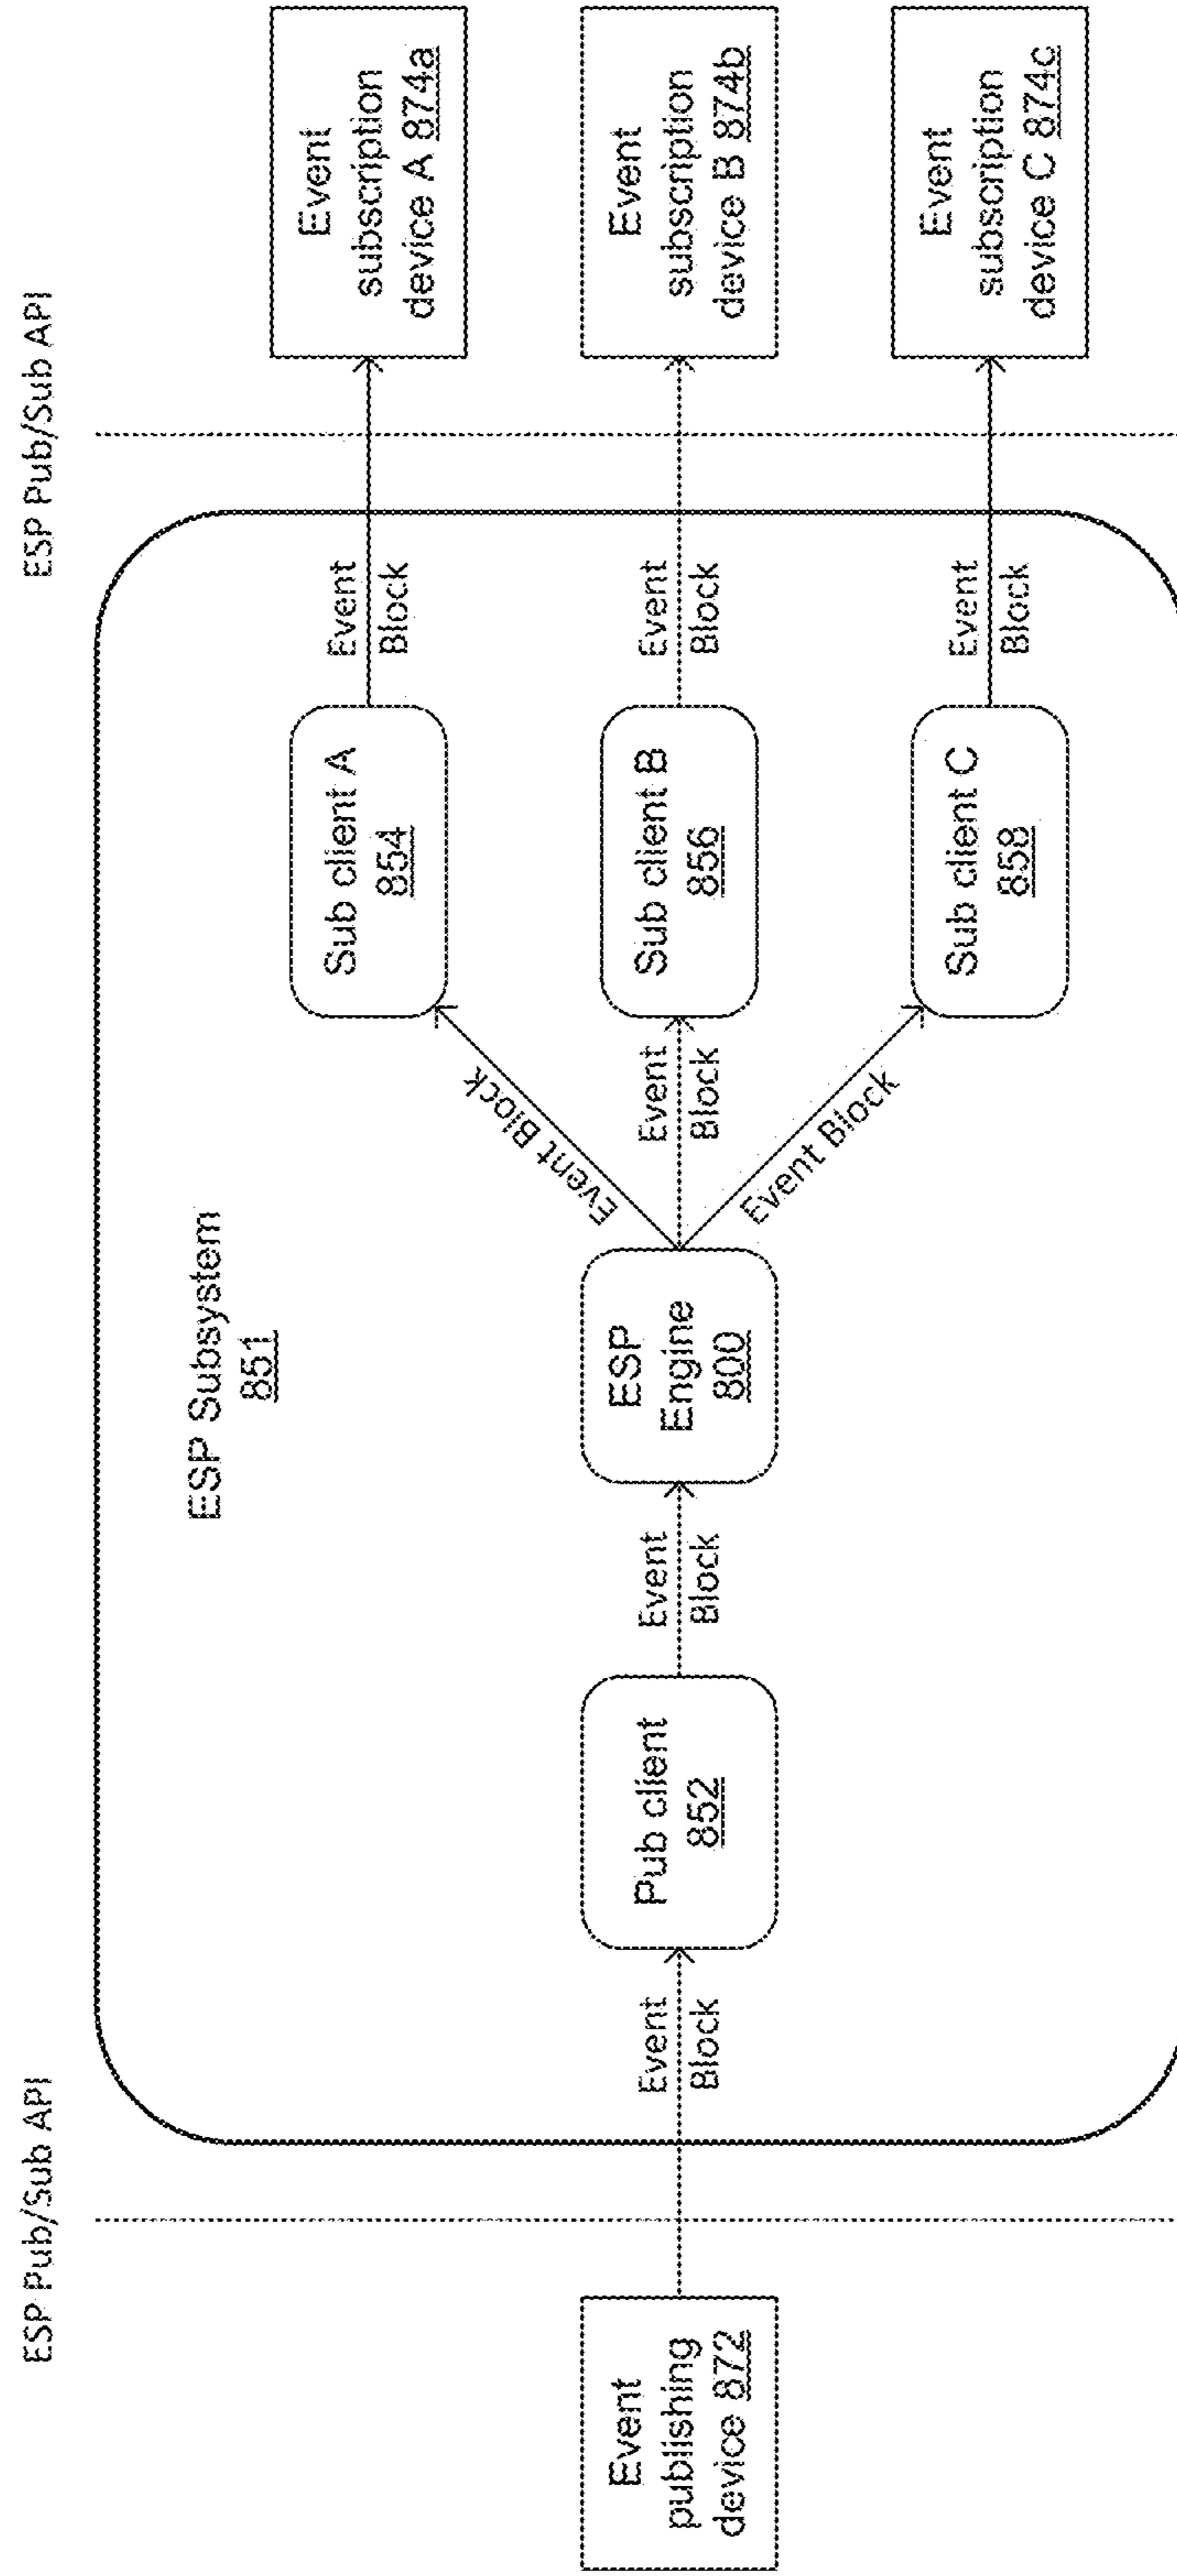 ESP Pub/Sub API
ESP Pub/Sub API
ESP Subsystem
851
Event
publishing
device 872
Event
Block
Pub client
852
Event
Block
ESP
Engine
800
Event Block
Event
Block
Event Block
Sub client A
854
Sub client B
856
Sub client C
858
Event
Block
Event
Block
Event
Block
Event
subscription
device A 874a
Event
subscription
device B 874b
Event
subscription
device C 874c